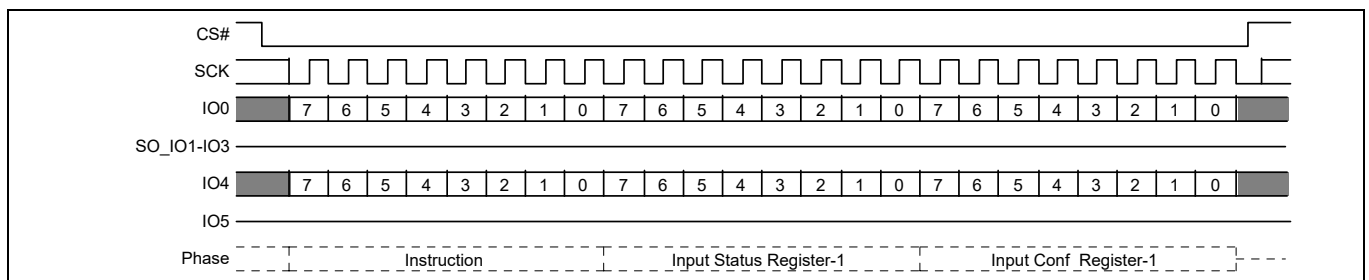 CS#
SCK
IO0 7 6 5 4 3 2 1 0 7 6 5 4 3 2 1 0 7 6 5 4 3 2 1 0
SO_IO1-IO3
IO4 7 6 5 4 3 2 1 0 7 6 5 4 3 2 1 0 7 6 5 4 3 2 1 0
IO5
Phase Instruction Input Status Register-1 Input Conf Register-1